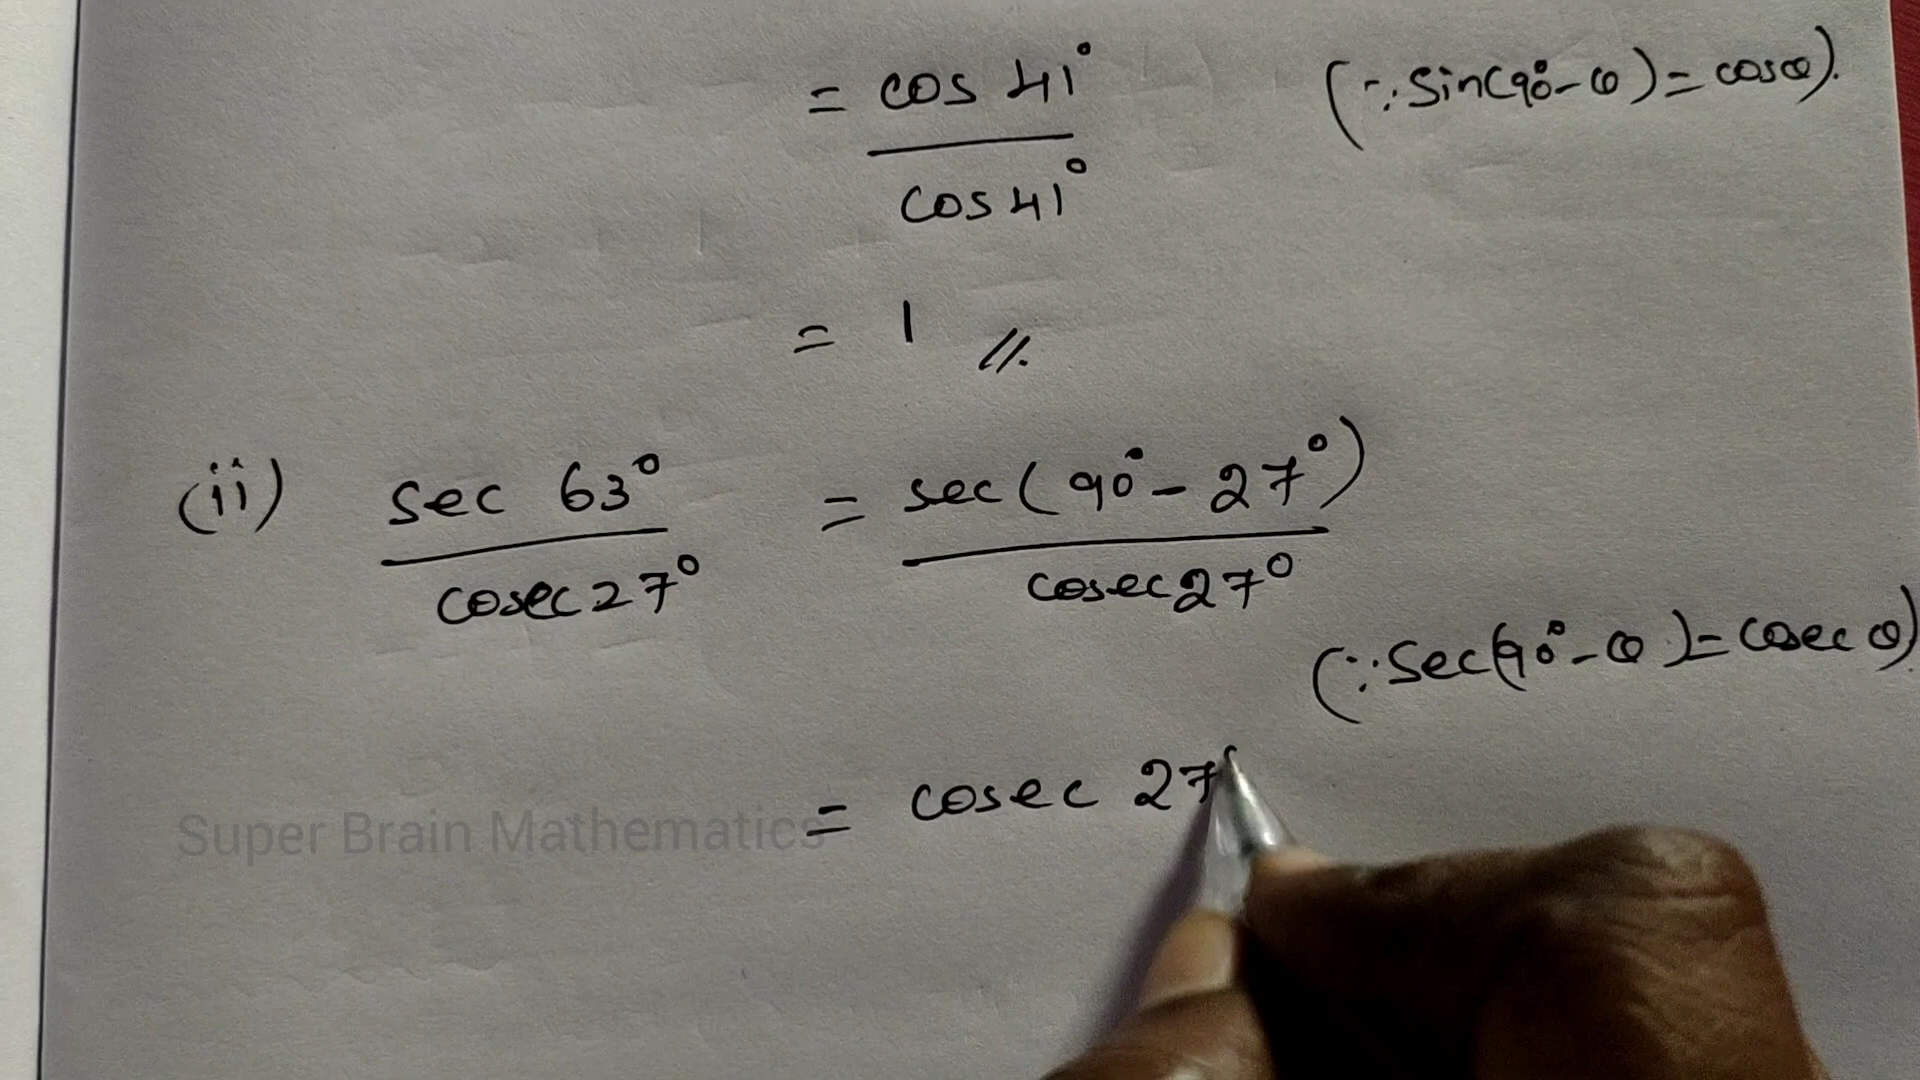 = cos 41° (∵ Sin(90°-θ) = cosθ).
cos 41°
= 1 //.
(ii) sec 63° = sec(90° - 27°)
cosec 27° cosec 27°
(∵ Sec(90°-θ) = cosec θ)
= cosec 27°
Super Brain Mathematics